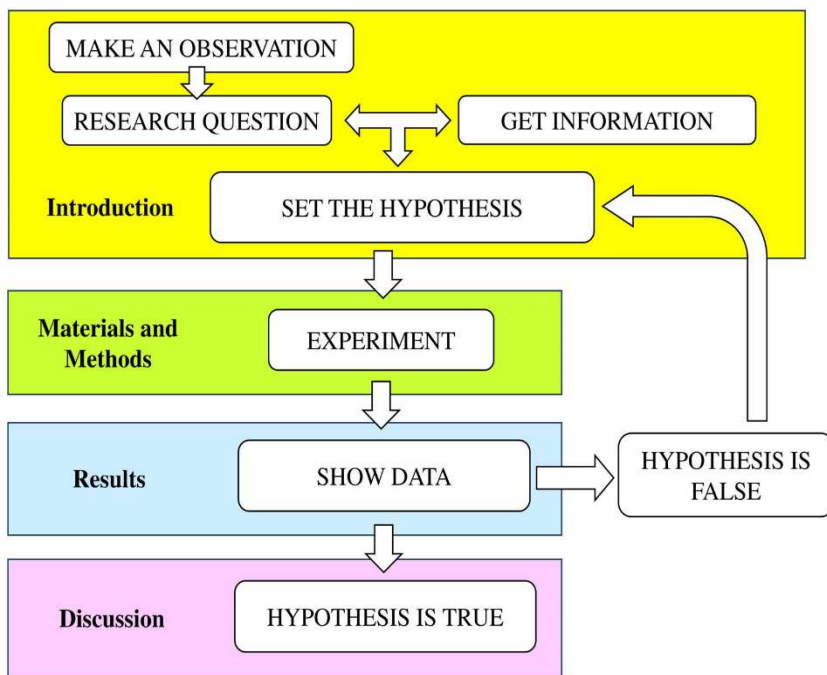 MAKE AN OBSERVATION
RESEARCH QUESTION
GET INFORMATION
Introduction
SET THE HYPOTHESIS
Materials and
Methods
EXPERIMENT
Results
SHOW DATA
HYPOTHESIS IS
FALSE
Discussion
HYPOTHESIS IS TRUE